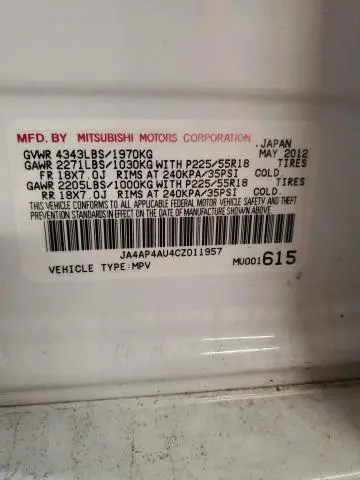 MFD. BY MITSUBISHI MOTORS CORPORATION, JAPAN
GVWR 4343LBS/1970KG MAY 2012
GAWR 2271LBS/1030KG WITH P225/55R18 TIRES
FR 18X7.0J RIMS AT 240KPA/35PSI COLD.
GAWR 2205LBS/1000KG WITH P225/55R18 TIRES
RR 18X7.0J RIMS AT 240KPA/35PSI COLD.
THIS VEHICLE CONFORMS TO ALL APPLICABLE FEDERAL MOTOR
VEHICLE SAFETY AND THEFT PREVENTION STANDARDS
IN EFFECT ON THE DATE OF MANUFACTURE SHOWN ABOVE.
JA4AP4AU4CZ011957
VEHICLE TYPE:MPV MU001615